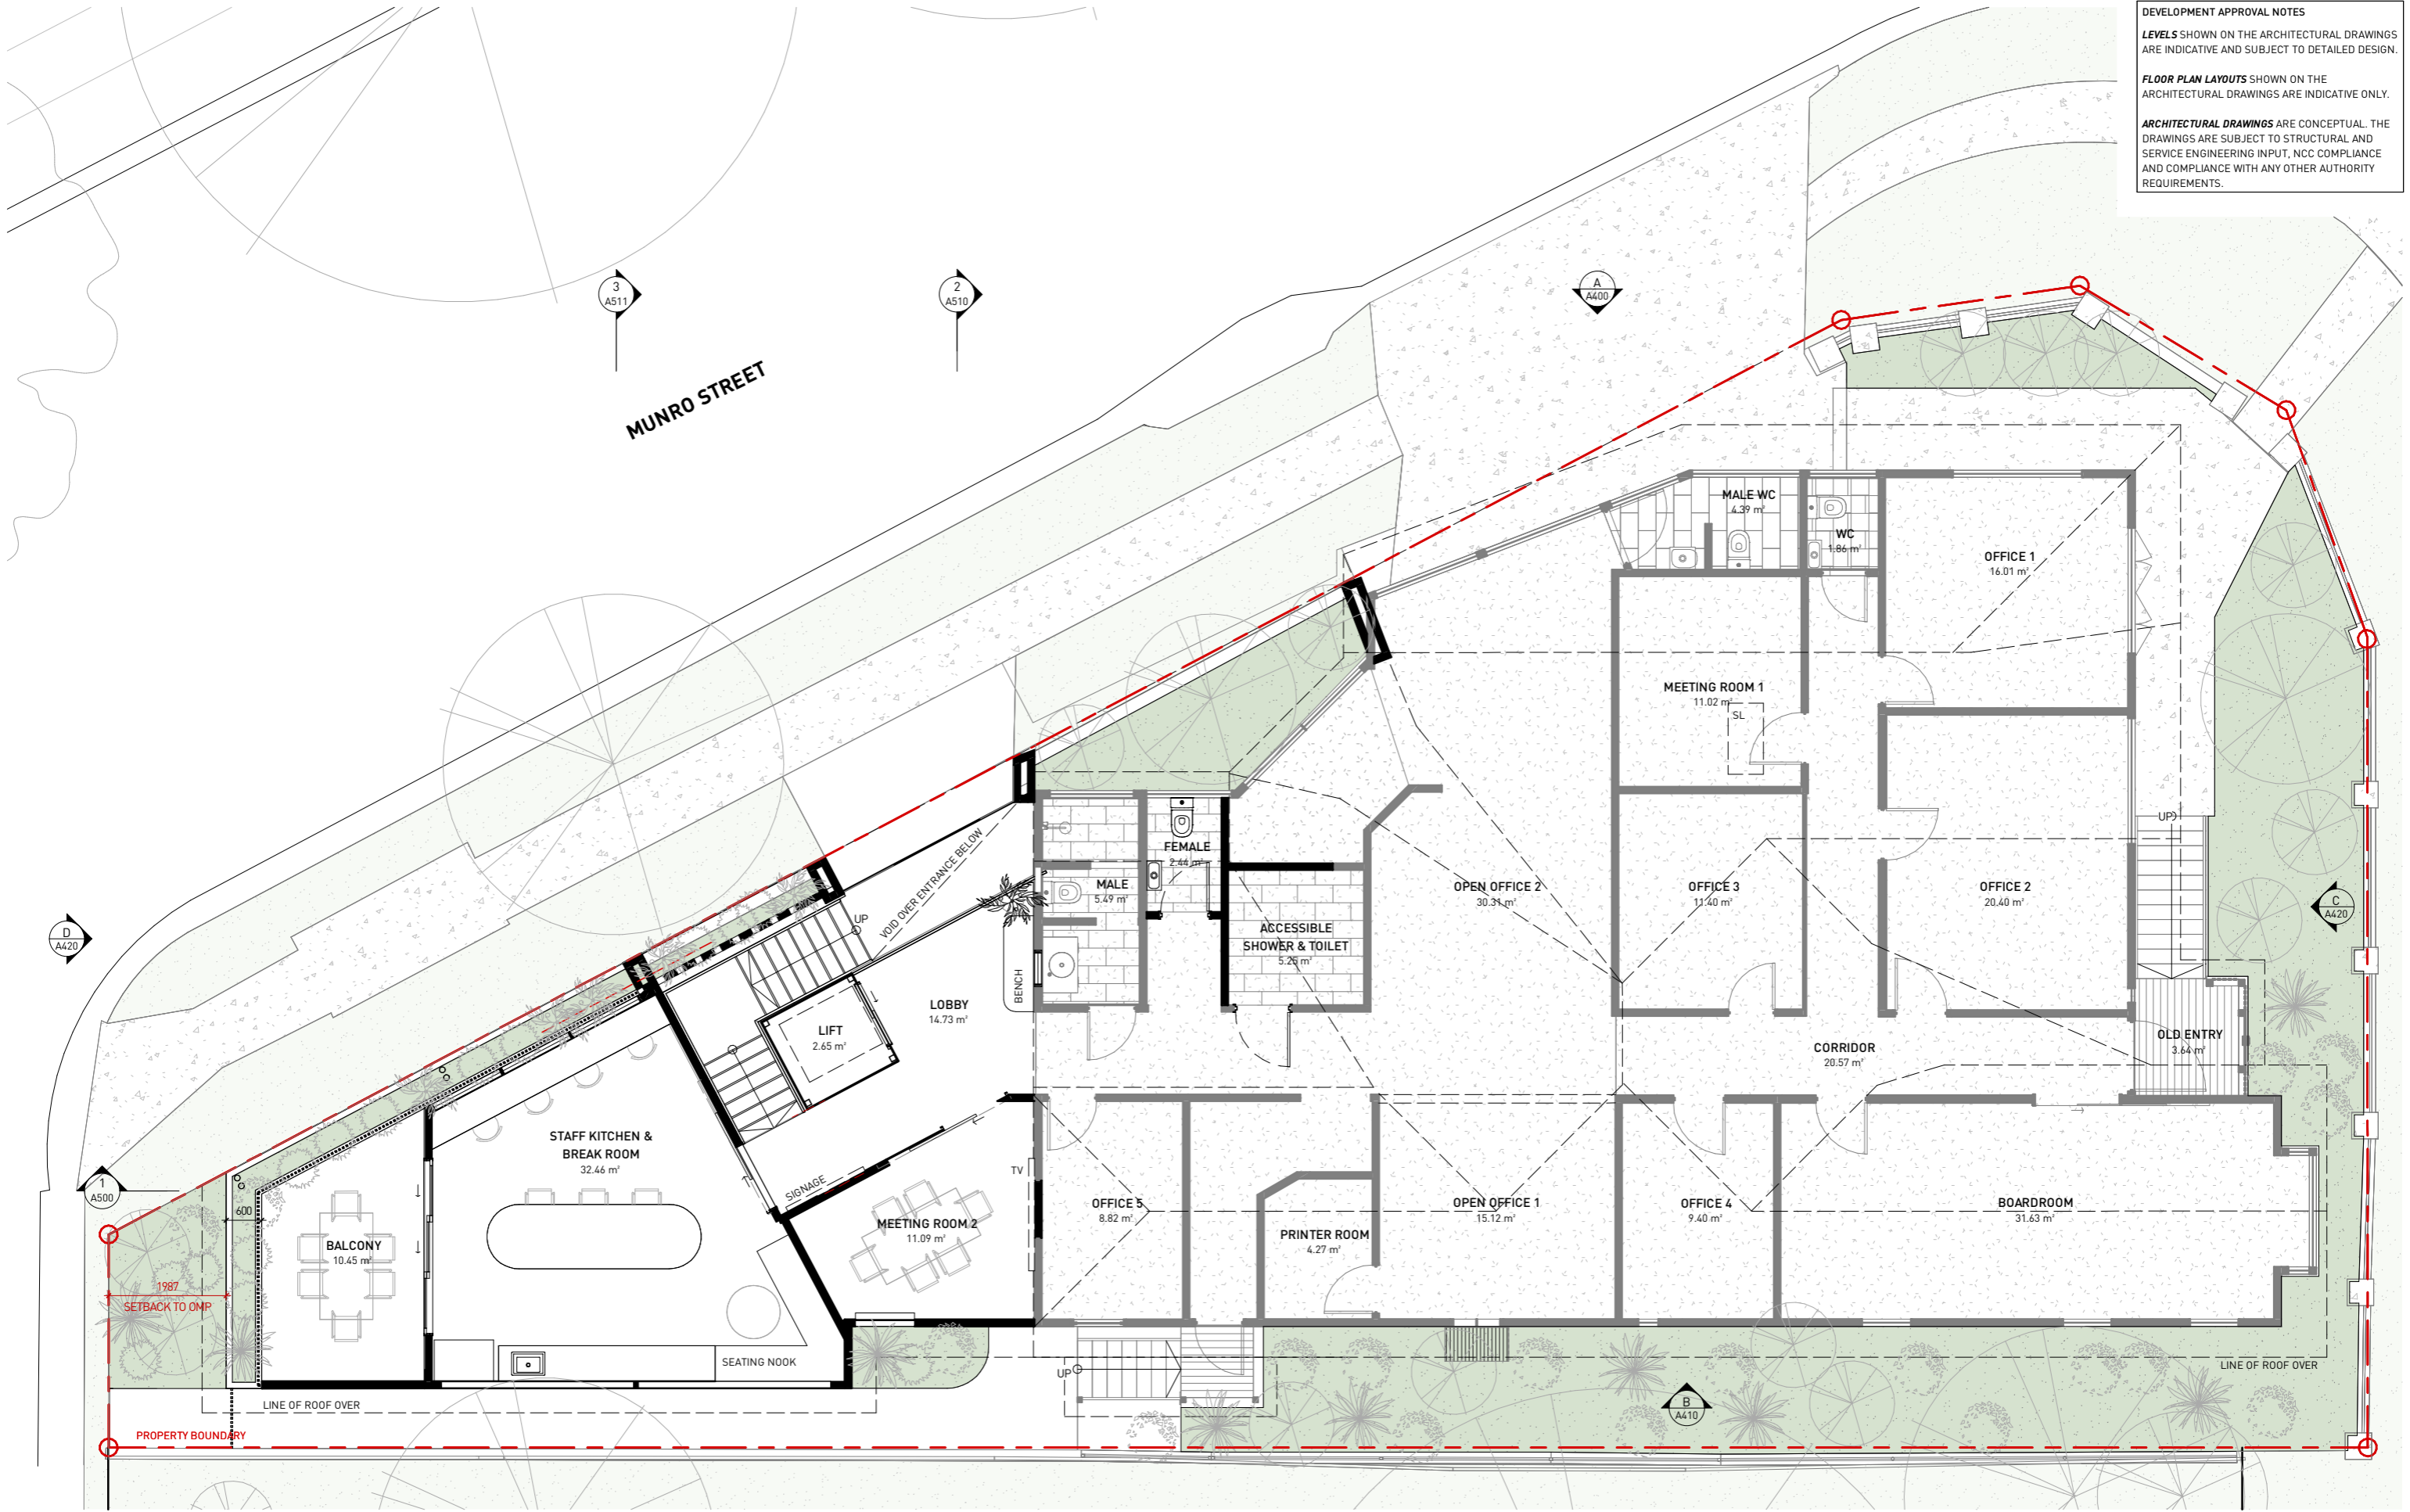 DEVELOPMENT APPROVAL NOTES
LEVELS SHOWN ON THE ARCHITECTURAL DRAWINGS
ARE INDICATIVE AND SUBJECT TO DETAILED DESIGN.
FLOOR PLAN LAYOUTS SHOWN ON THE
ARCHITECTURAL DRAWINGS ARE INDICATIVE ONLY.
ARCHITECTURAL DRAWINGS ARE CONCEPTUAL. THE
DRAWINGS ARE SUBJECT TO STRUCTURAL AND
SERVICE ENGINEERING INPUT, NCC COMPLIANCE
AND COMPLIANCE WITH ANY OTHER AUTHORITY
REQUIREMENTS.
3
A511
2
A510
A
A400
MUNRO STREET
MALE WC
4.39 m²
WC
1.86 m²
OFFICE 1
16.01 m²
MEETING ROOM 1
11.02 m²
SL
UP
FEMALE
2.44 m²
MALE
5.49 m²
OPEN OFFICE 2
30.31 m²
OFFICE 3
11.40 m²
OFFICE 2
20.40 m²
C
A420
D
A420
UP
VOID OVER ENTRANCE BELOW
ACCESSIBLE
SHOWER & TOILET
5.25 m²
BENCH
LOBBY
14.73 m²
LIFT
2.65 m²
OLD ENTRY
3.64 m²
CORRIDOR
20.57 m²
STAFF KITCHEN &
BREAK ROOM
32.46 m²
TV
SIGNAGE
1
A500
600
MEETING ROOM 2
11.09 m²
OFFICE 5
8.82 m²
PRINTER ROOM
4.27 m²
OPEN OFFICE 1
15.12 m²
OFFICE 4
9.40 m²
BOARDROOM
31.63 m²
BALCONY
10.45 m²
1987
SETBACK TO OMP
SEATING NOOK
UP
LINE OF ROOF OVER
LINE OF ROOF OVER
B
A410
PROPERTY BOUNDARY